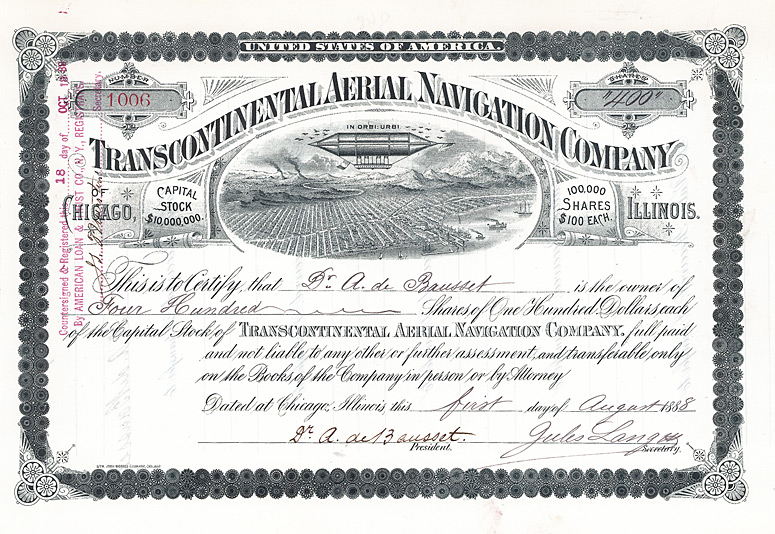 UNITED STATES OF AMERICA.
NUMBER
1006
SHARES
"400"
TRANSCONTINENTAL AERIAL NAVIGATION COMPANY
IN ORBI: URBI
CHICAGO,
CAPITAL
STOCK
$10,000,000.
100,000
SHARES
$100 EACH.
ILLINOIS.
This is to Certify, that Dr. A. de Bausset is the owner of
Four Hundred Shares of One Hundred Dollars each
of the Capital Stock of TRANSCONTINENTAL AERIAL NAVIGATION COMPANY. full paid
and not liable to any other or further assessment, and transferable only
on the Books of the Company in person or by Attorney
Dated at Chicago, Illinois, this first day of August 1888
Dr. A. de Bausset. Jules
President. Secretary.
Countersigned & Registered this 18 day of OCT
By AMERICAN LOAN & TRUST CO., N.Y., REGISTRARS
Secretary.